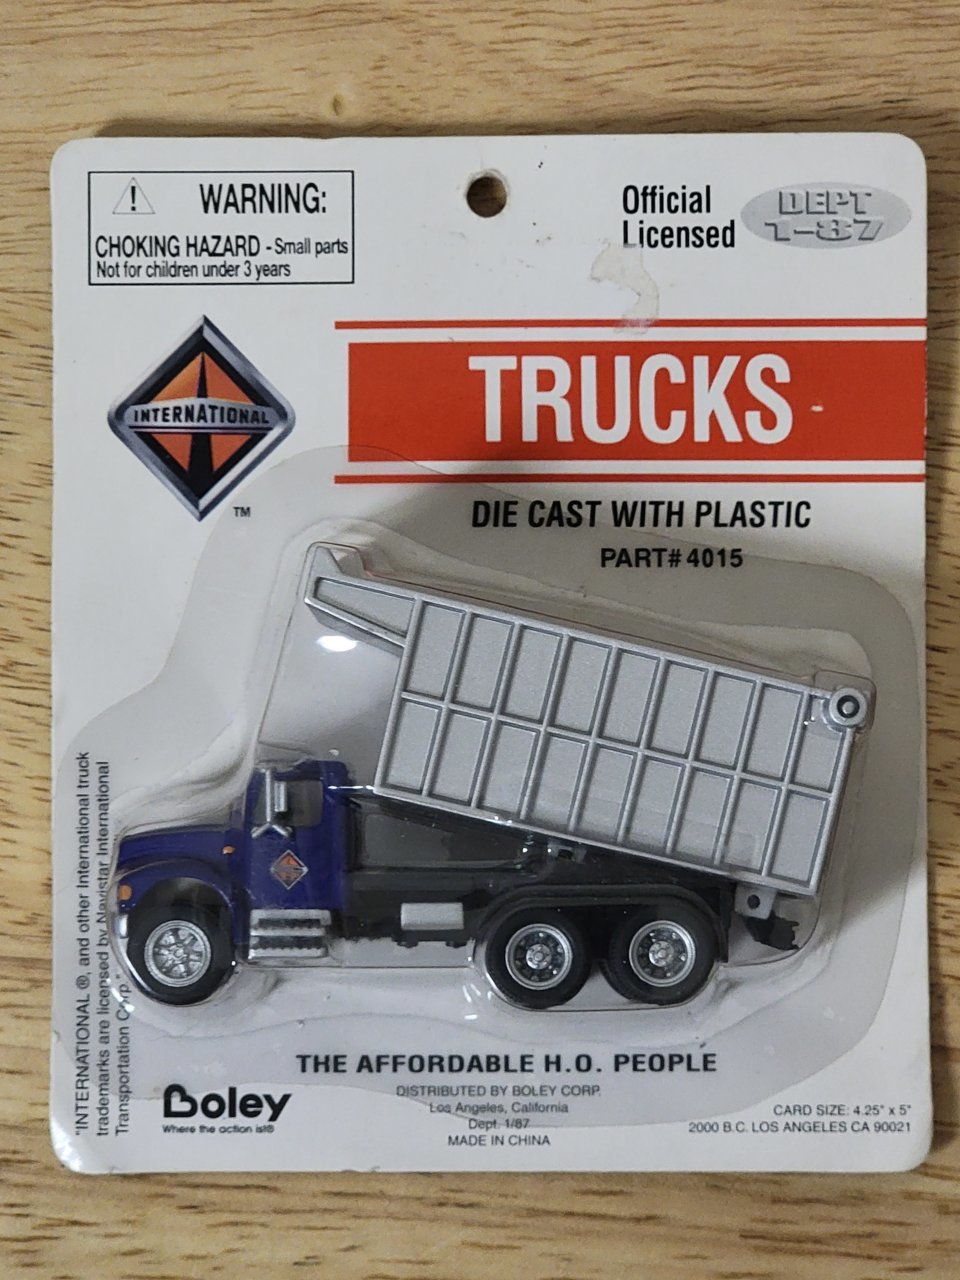 WARNING:
CHOKING HAZARD - Small parts
Not for children under 3 years
Official
Licensed
DEPT
1-87
INTERNATIONAL
TM
TRUCKS
DIE CAST WITH PLASTIC
PART# 4015
"INTERNATIONAL ®, and other International truck
trademarks are licensed by Navistar International
Transportation Corp."
THE AFFORDABLE H.O. PEOPLE
Boley
Where the action is!®
DISTRIBUTED BY BOLEY CORP.
Los Angeles, California
Dept. 1/87
MADE IN CHINA
CARD SIZE: 4.25" x 5"
2000 B.C. LOS ANGELES CA 90021